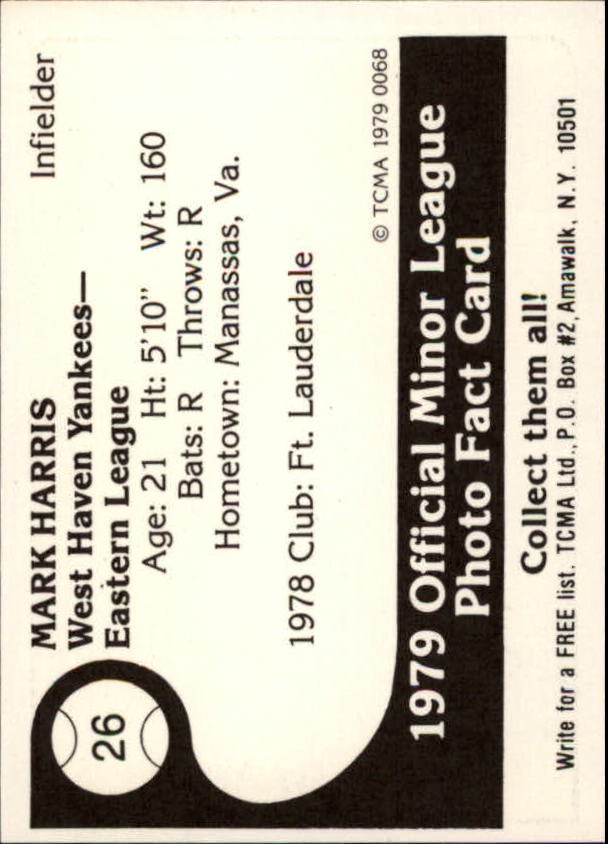 26
MARK HARRIS Infielder
West Haven Yankees—
Eastern League
Age: 21 Ht: 5'10" Wt: 160
Bats: R Throws: R
Hometown: Manassas, Va.
1978 Club: Ft. Lauderdale
© TCMA 1979 0068
1979 Official Minor League
Photo Fact Card
Collect them all!
Write for a FREE list. TCMA Ltd., P.O. Box #2, Amawalk, N.Y. 10501